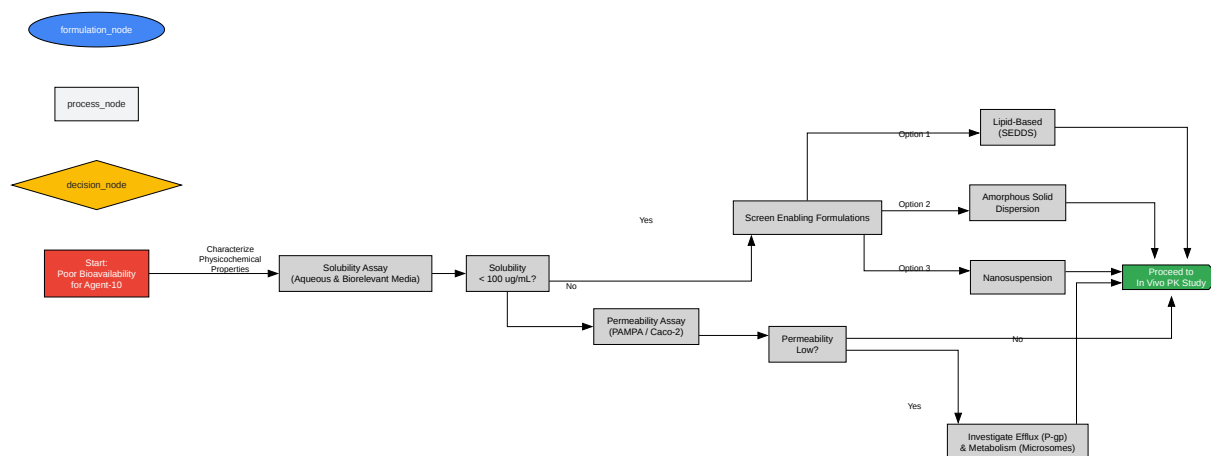 formulation_node
process_node
decision_node
Start:
Poor Bioavailability
for Agent-10
Characterize
Physicochemical
Properties
Solubility Assay
(Aqueous & Biorelevant Media)
Solubility
< 100 ug/mL?
Yes
No
Permeability Assay
(PAMPA / Caco-2)
Permeability
Low?
Screen Enabling Formulations
Option 1
Option 2
Option 3
Lipid-Based
(SEDDS)
Amorphous Solid
Dispersion
Nanosuspension
No
Yes
Investigate Efflux (P-gp)
& Metabolism (Microsomes)
Proceed to
In Vivo PK Study